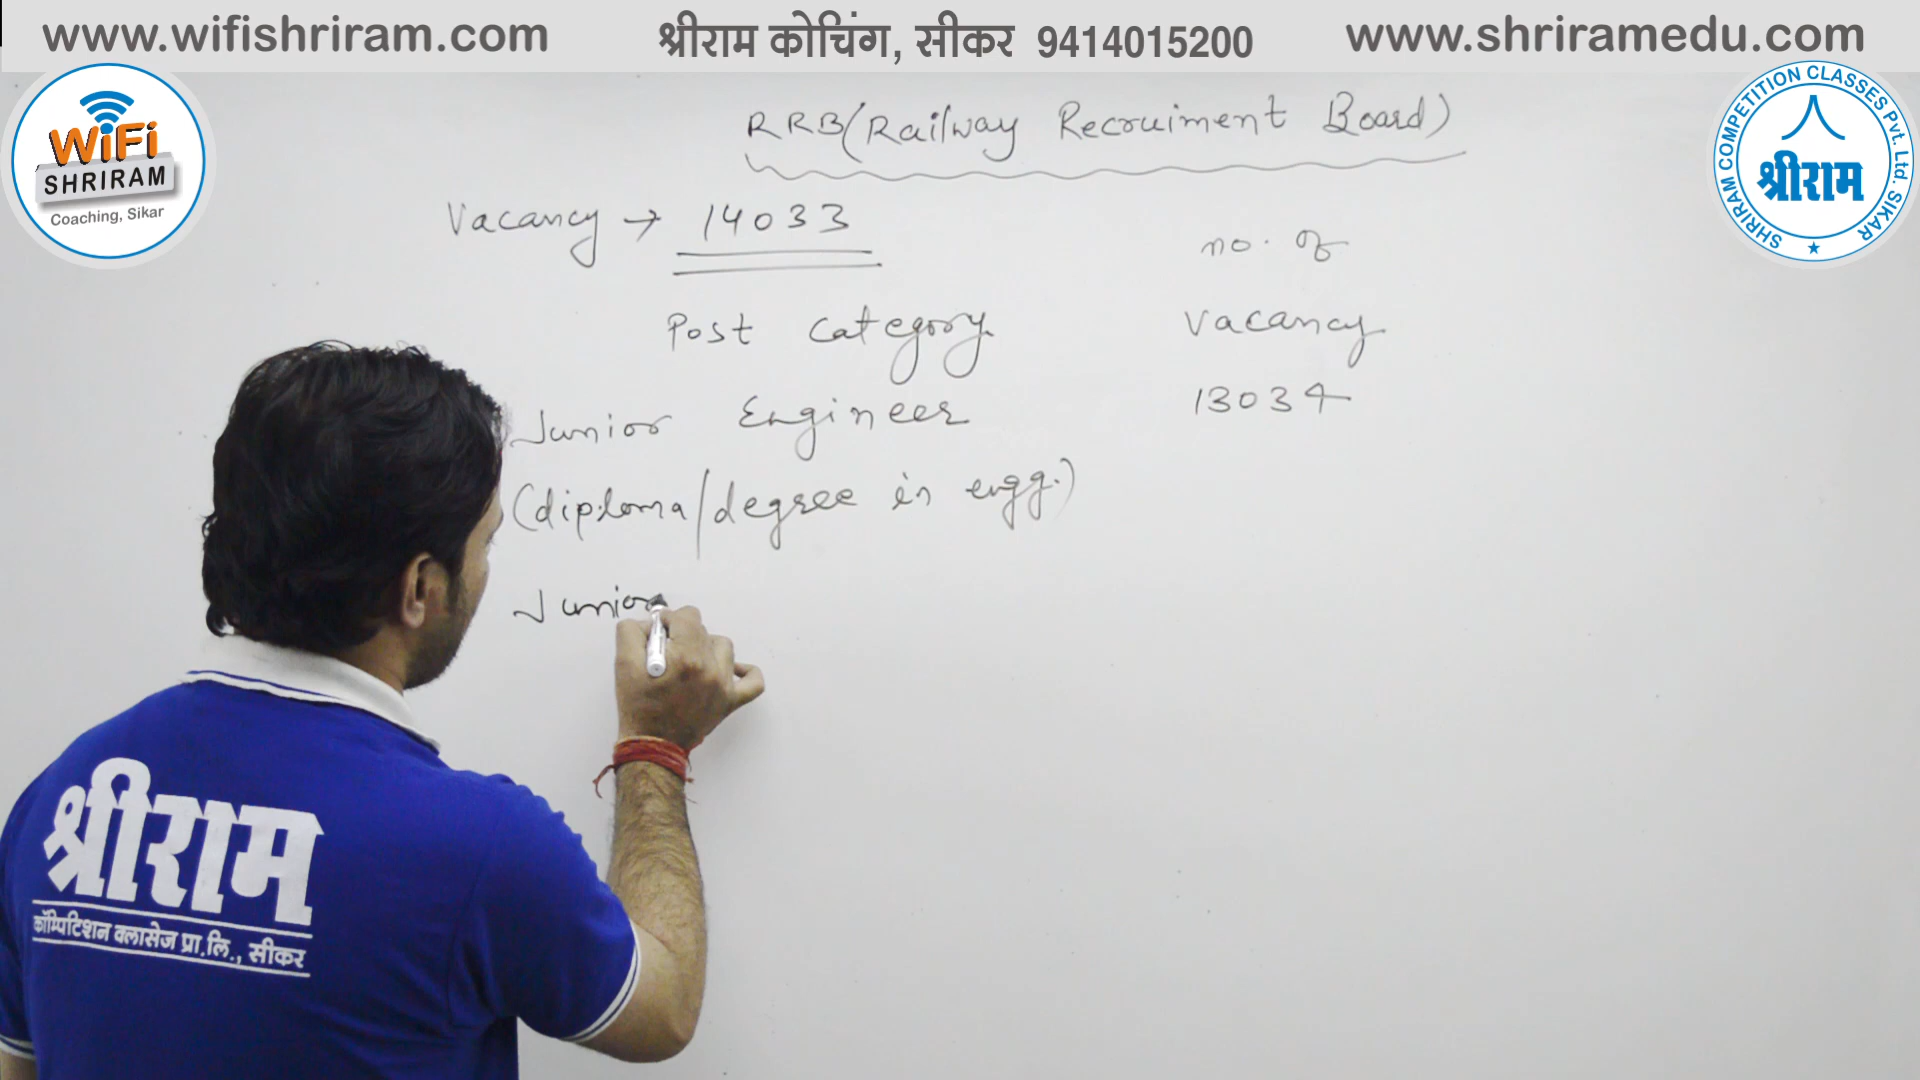 www.wifishriram.com
श्रीराम कोचिंग, सीकर 9414015200
www.shriramedu.com
WiFi
SHRIRAM
Coaching, Sikar
SHRIRAM COMPETITION CLASSES Pvt. Ltd. SIKAR
श्रीराम
RRB (Railway Recruiment Board)
Vacancy → 14033
no. of
Post Category
Vacancy
Junior Engineer
13034
(diploma/degree in engg.)
Junior
श्रीराम
कॉम्पिटिशन क्लासेज प्रा.लि., सीकर